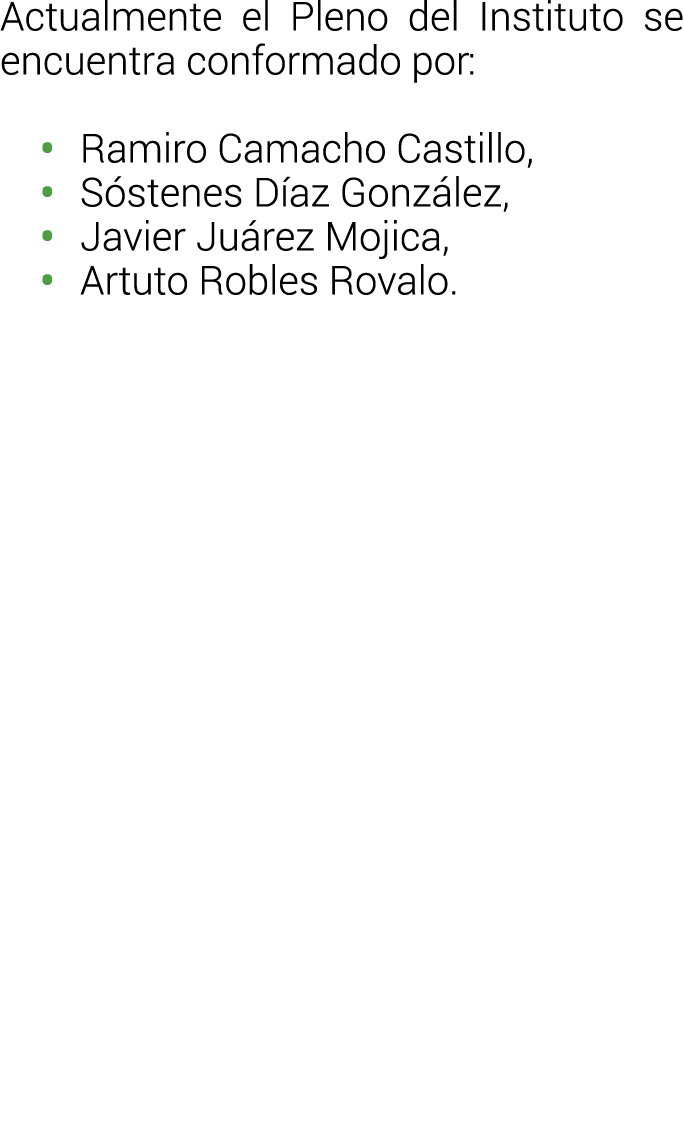 Actualmente el Pleno del Instituto se
encuentra conformado por:
• Ramiro Camacho Castillo,
• Sóstenes Díaz González,
• Javier Juárez Mojica,
• Artuto Robles Rovalo.